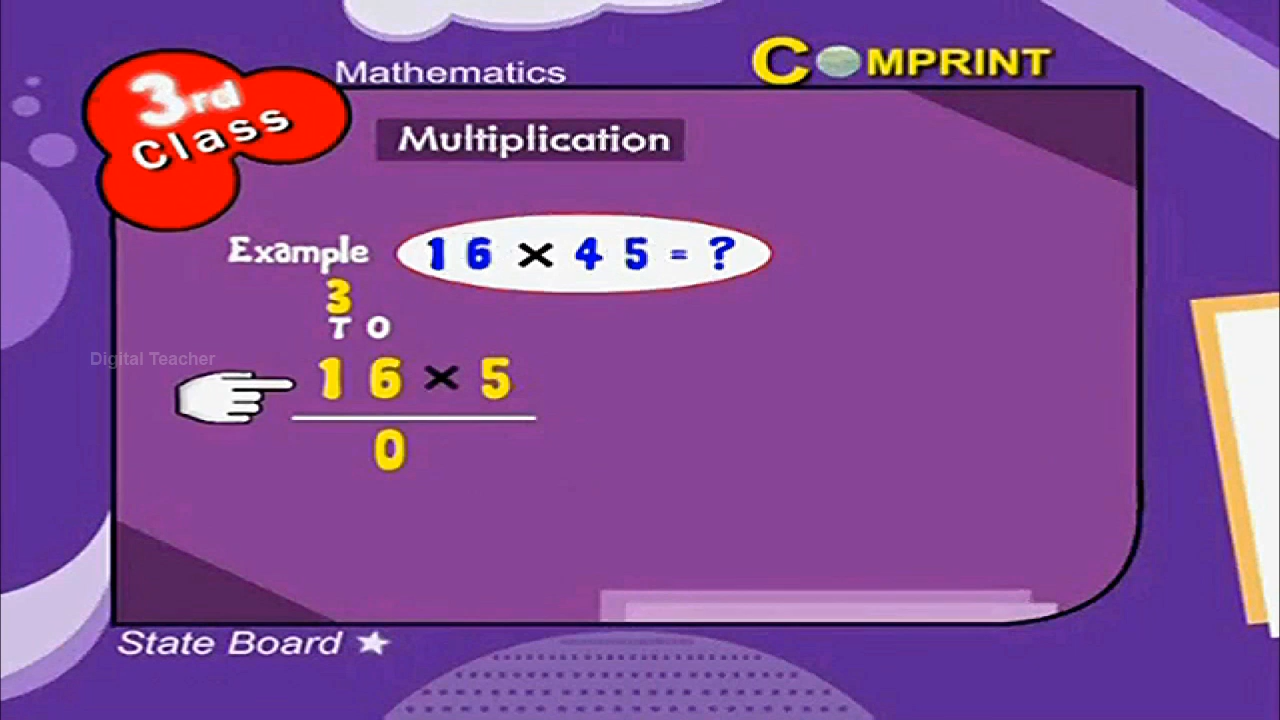 3rd
Class
Mathematics
COMPRINT
Multiplication
Example 16 × 45 = ?
3
T O
Digital Teacher
16 × 5
0
State Board